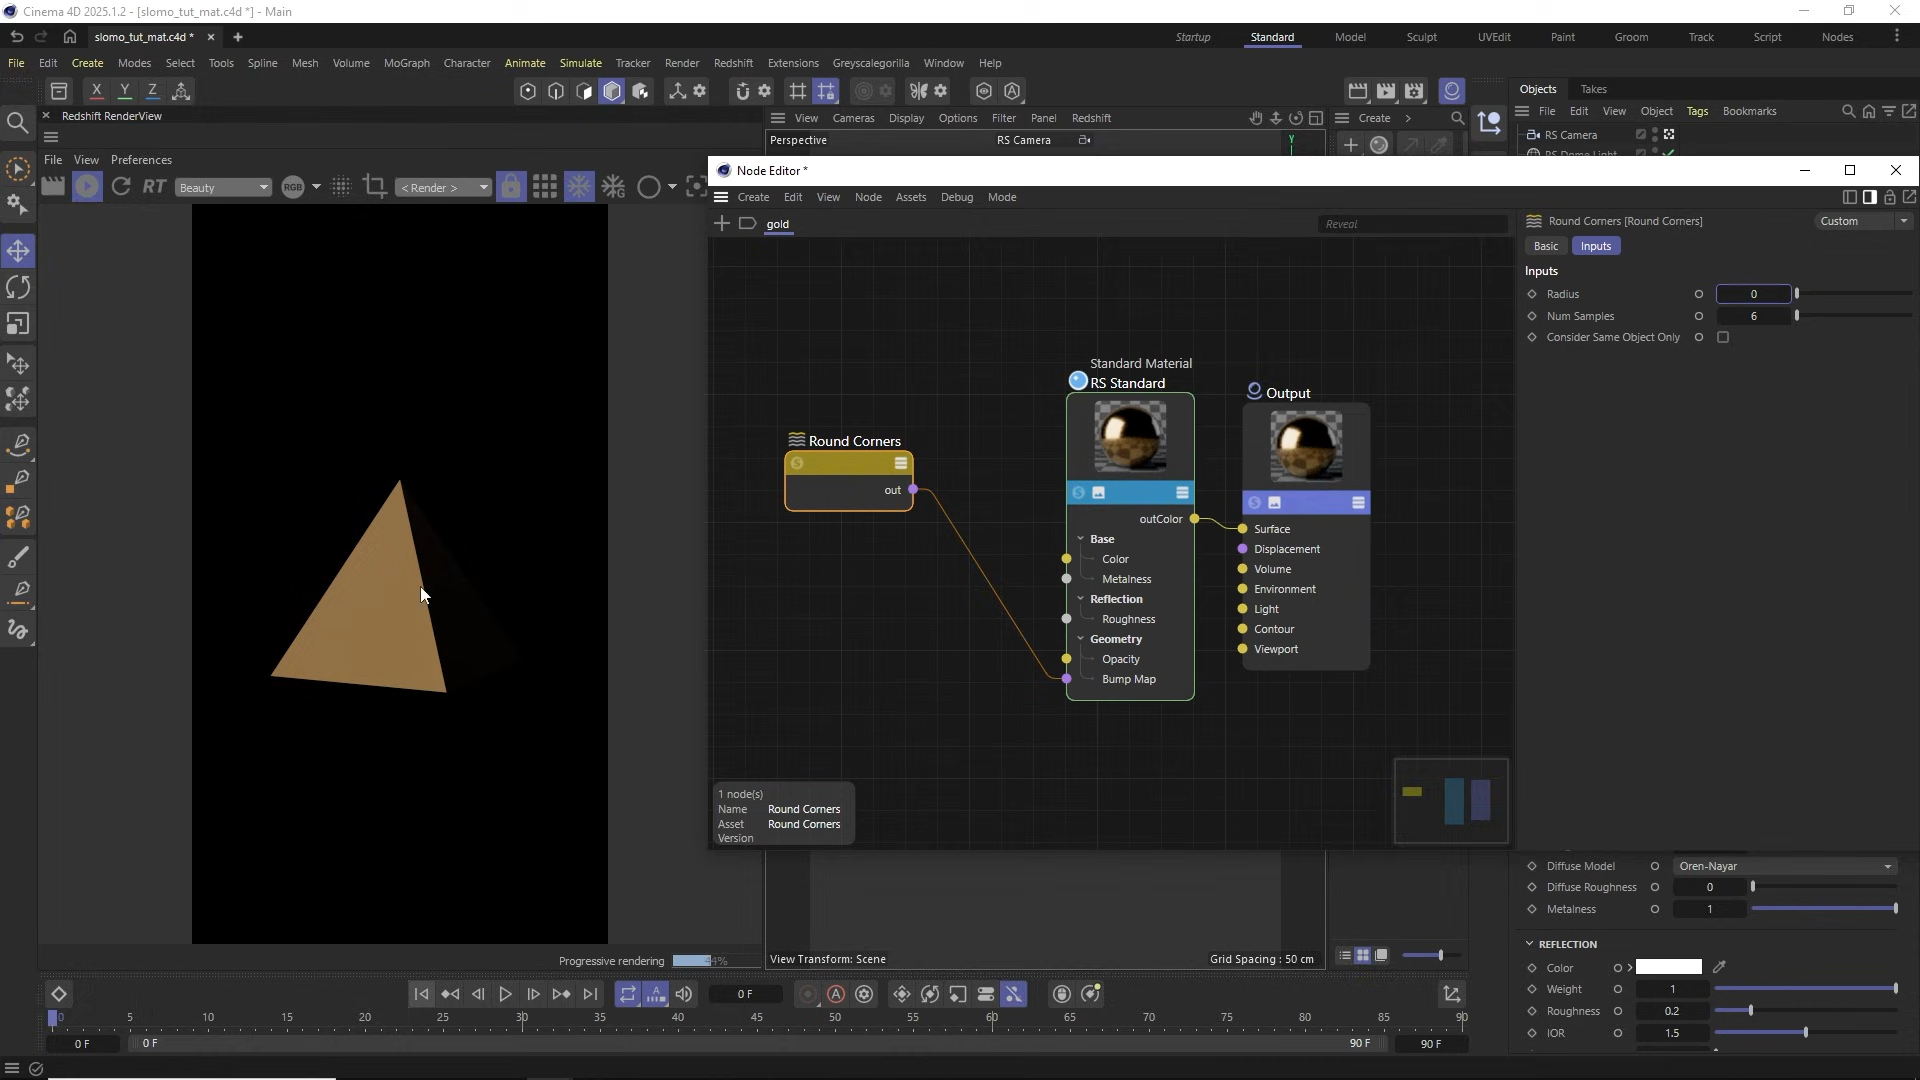 Cinema 4D 2025.1.2 - [slomo_tut_mat.c4d *] - Main
slomo_tut_mat.c4d *
Startup Standard Model Sculpt UVEdit Paint Groom Track Script Nodes
File Edit Create Modes Select Tools Spline Mesh Volume MoGraph Character Animate Simulate Tracker Render Redshift Extensions Greyscalegorilla Window Help
X Y Z
Objects Takes
File Edit View Object Tags Bookmarks
RS Camera
RS Dome Light
Redshift RenderView
File View Preferences
RT Beauty RGB < Render >
View Cameras Display Options Filter Panel Redshift
Perspective RS Camera Y
Create
Node Editor *
Create Edit View Node Assets Debug Mode
gold
Reveal
Round Corners [Round Corners] Custom
Basic Inputs
Inputs
Radius 0
Num Samples 6
Consider Same Object Only
Standard Material
RS Standard
Output
Round Corners
out
outColor
Base
Color
Metalness
Reflection
Roughness
Geometry
Opacity
Bump Map
Surface
Displacement
Volume
Environment
Light
Contour
Viewport
1 node(s)
Name Round Corners
Asset Round Corners
Version
Diffuse Model Oren-Nayar
Diffuse Roughness 0
Metalness 1
REFLECTION
Color
Weight 1
Roughness 0.2
IOR 1.5
Progressive rendering
View Transform: Scene
Grid Spacing : 50 cm
0 F
0 5 10 15 20 25 30 35 40 45 50 55 60 65 70 75 80 85 90
0 F 0 F 90 F 90 F